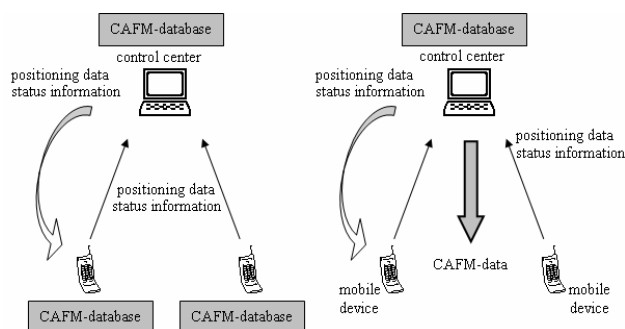 CAFM-database
control center
positioning data
status information
positioning data
status information
CAFM-database
CAFM-database
CAFM-database
control center
positioning data
status information
positioning data
status information
CAFM-data
mobile
device
mobile
device